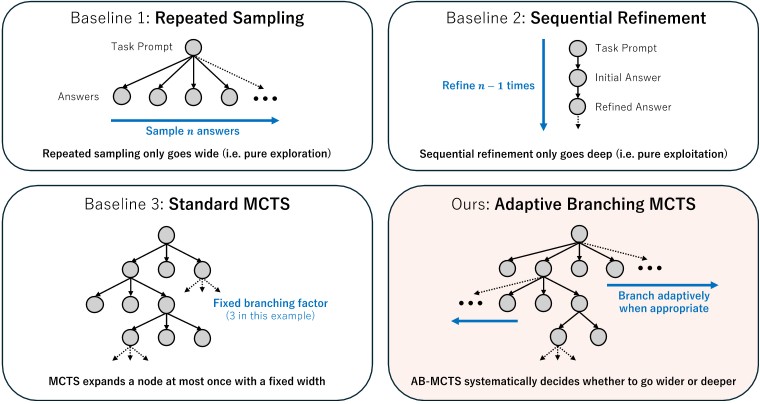 Baseline 1: Repeated Sampling
Task Prompt
Answers
Sample n answers
Repeated sampling only goes wide (i.e. pure exploration)
Baseline 2: Sequential Refinement
Task Prompt
Initial Answer
Refined Answer
Refine n − 1 times
Sequential refinement only goes deep (i.e. pure exploitation)
Baseline 3: Standard MCTS
Fixed branching factor
(3 in this example)
MCTS expands a node at most once with a fixed width
Ours: Adaptive Branching MCTS
Branch adaptively
when appropriate
AB-MCTS systematically decides whether to go wider or deeper